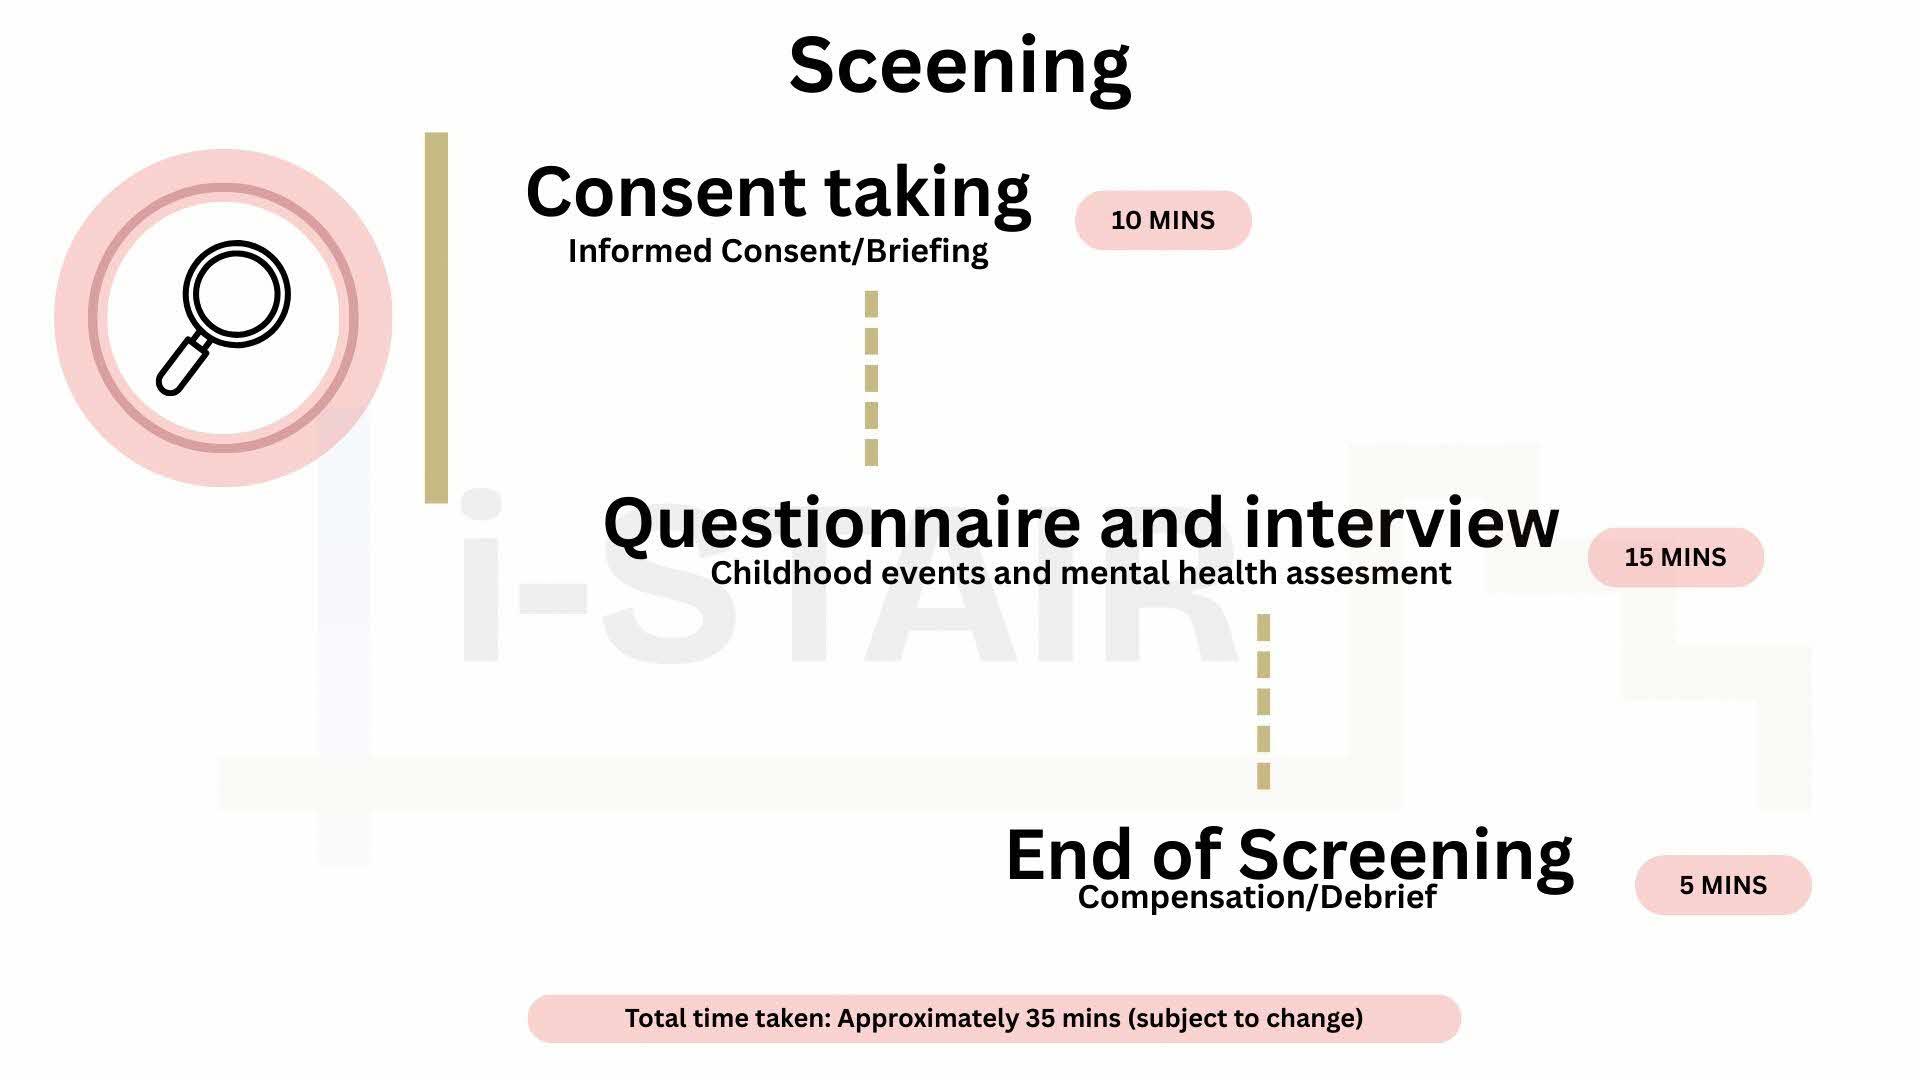 Sceening
Consent taking
10 MINS
Informed Consent/Briefing
i-STAIR
Questionnaire and interview
15 MINS
Childhood events and mental health assesment
End of Screening
5 MINS
Compensation/Debrief
Total time taken: Approximately 35 mins (subject to change)